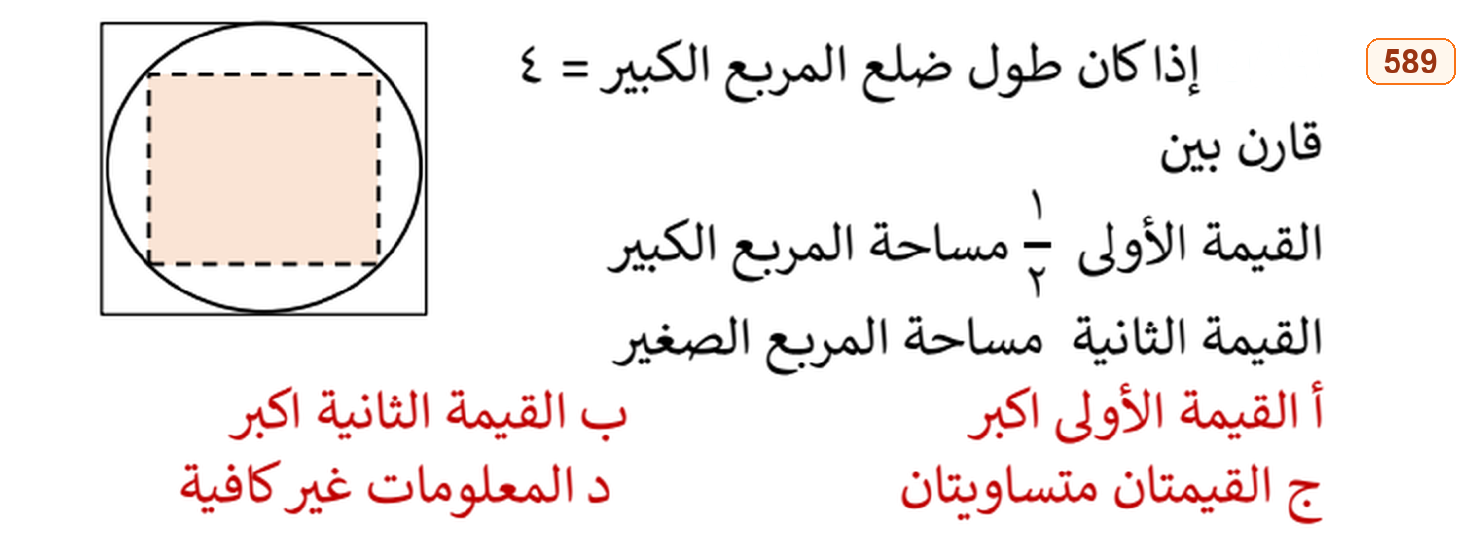 589
إذا كان طول ضلع المربع الكبير = ٤
قارن بين
القيمة الأولى ١/٢ مساحة المربع الكبير
القيمة الثانية مساحة المربع الصغير
أ القيمة الأولى اكبر
ب القيمة الثانية اكبر
ج القيمتان متساويتان
د المعلومات غير كافية